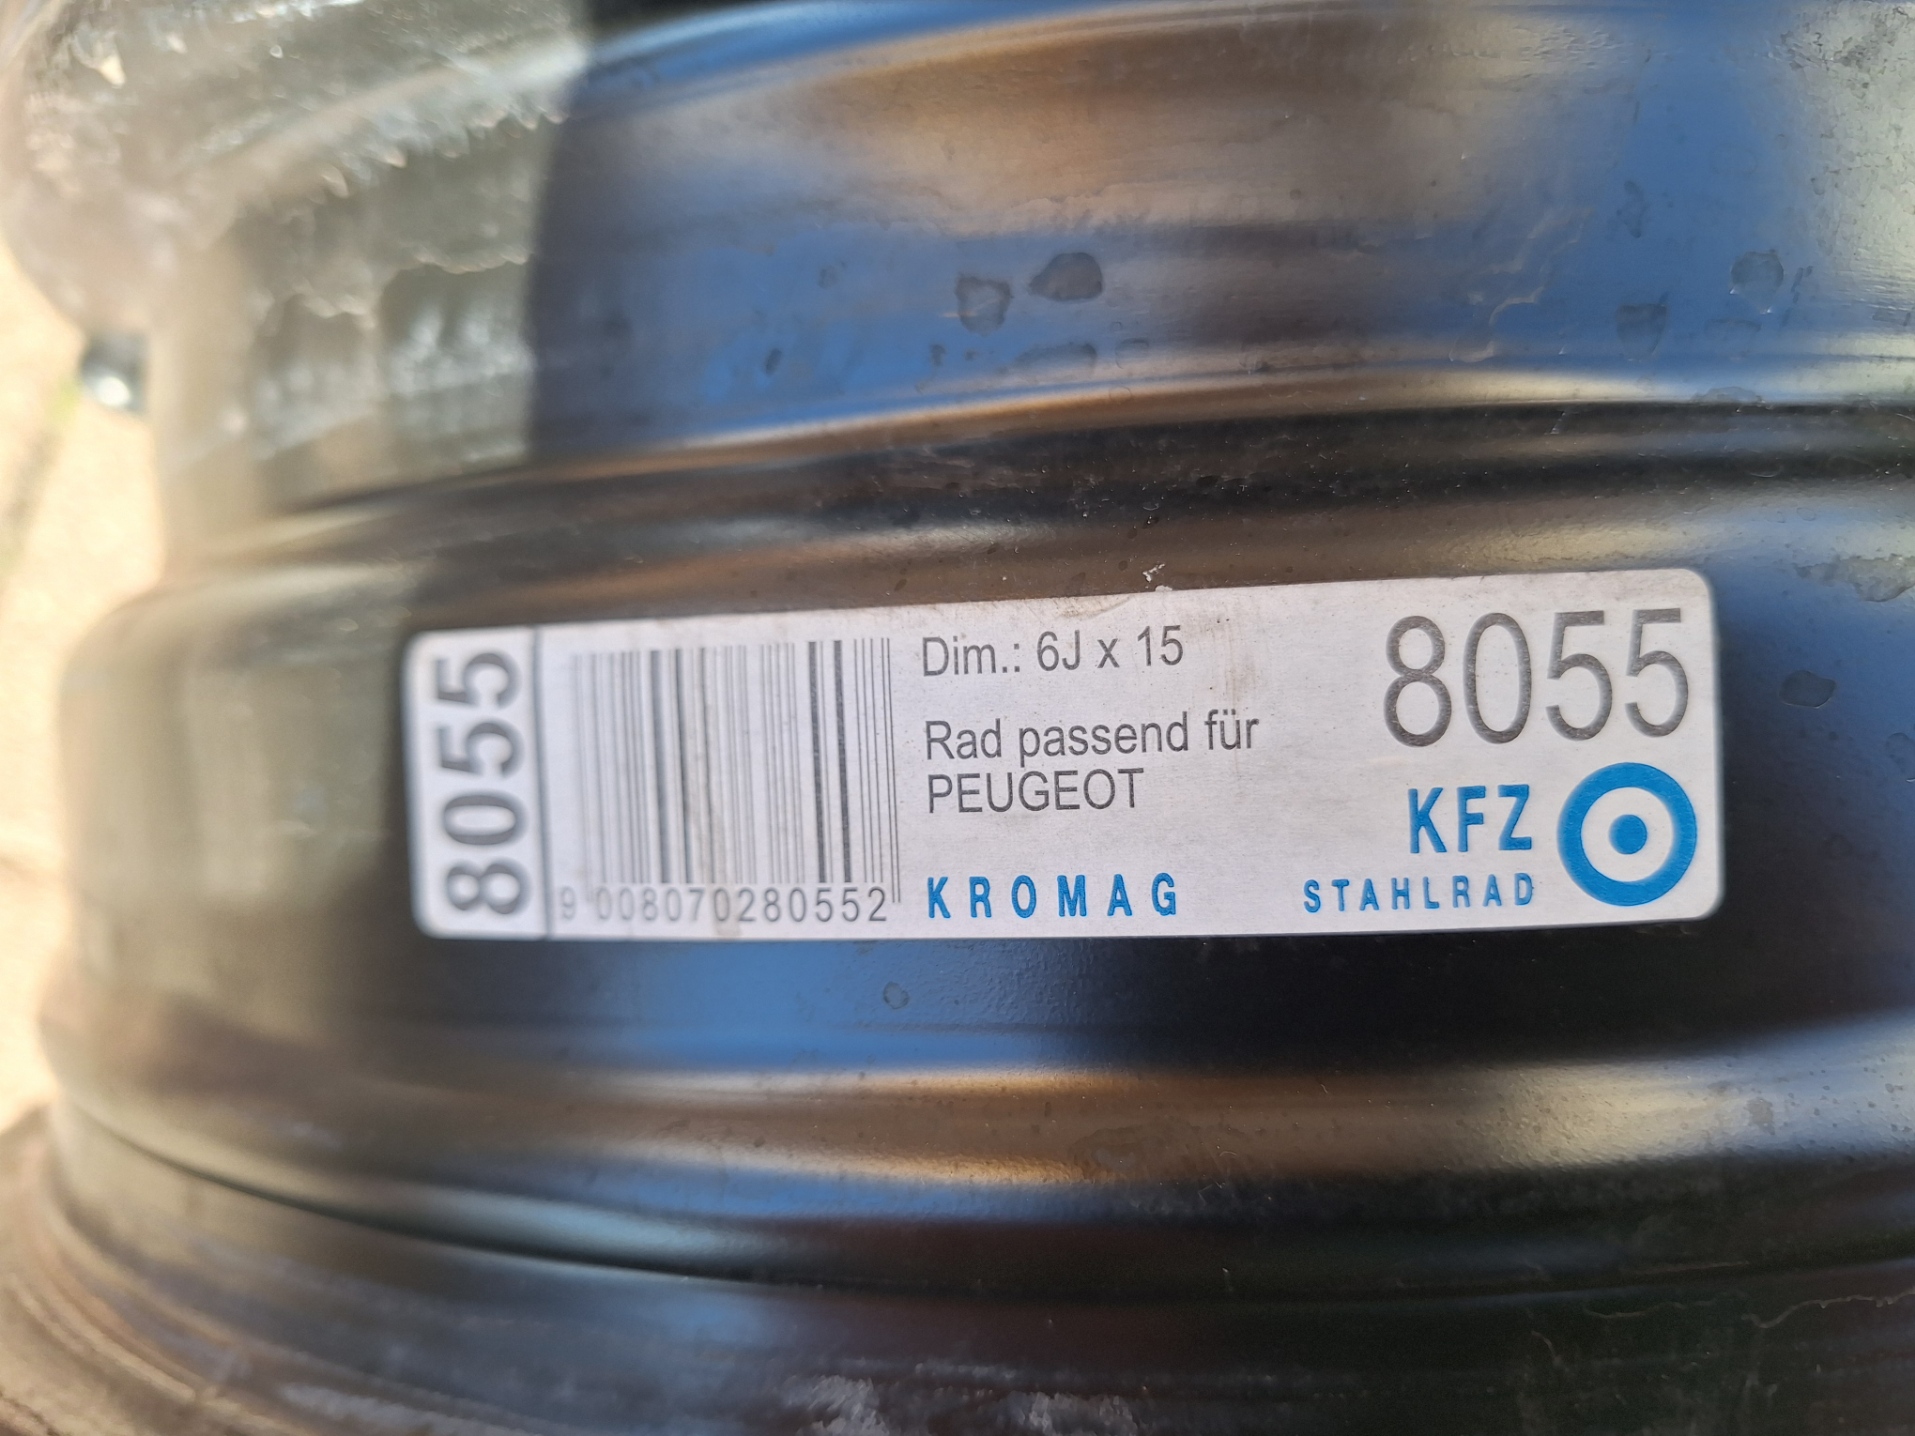 8055
9 008070 280552
Dim.: 6J x 15
Rad passend für
PEUGEOT
KROMAG
8055
KFZ
STAHLRAD